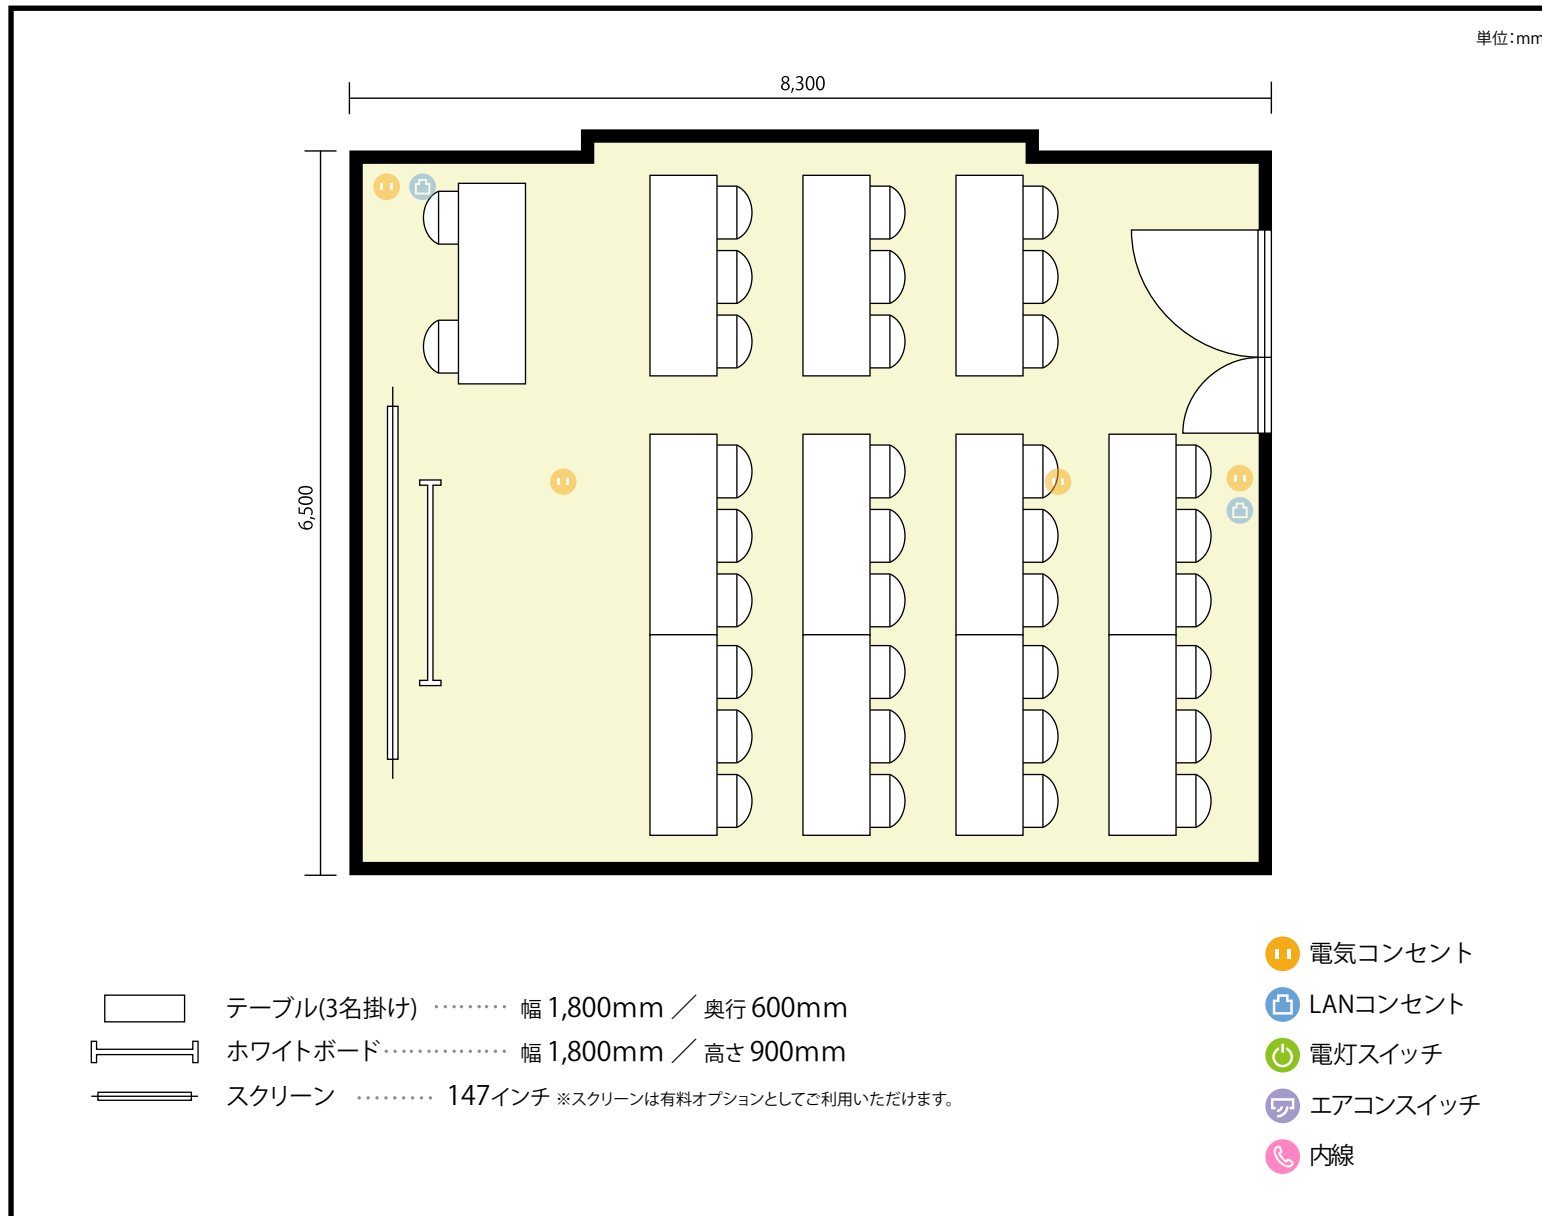 単位：mm
8,300
6,500
テーブル(3名掛け) ……… 幅 1,800mm ／ 奥行 600mm
ホワイトボード…………… 幅 1,800mm ／ 高さ 900mm
スクリーン ……… 147インチ ※スクリーンは有料オプションとしてご利用いただけます。
電気コンセント
LANコンセント
電灯スイッチ
エアコンスイッチ
内線